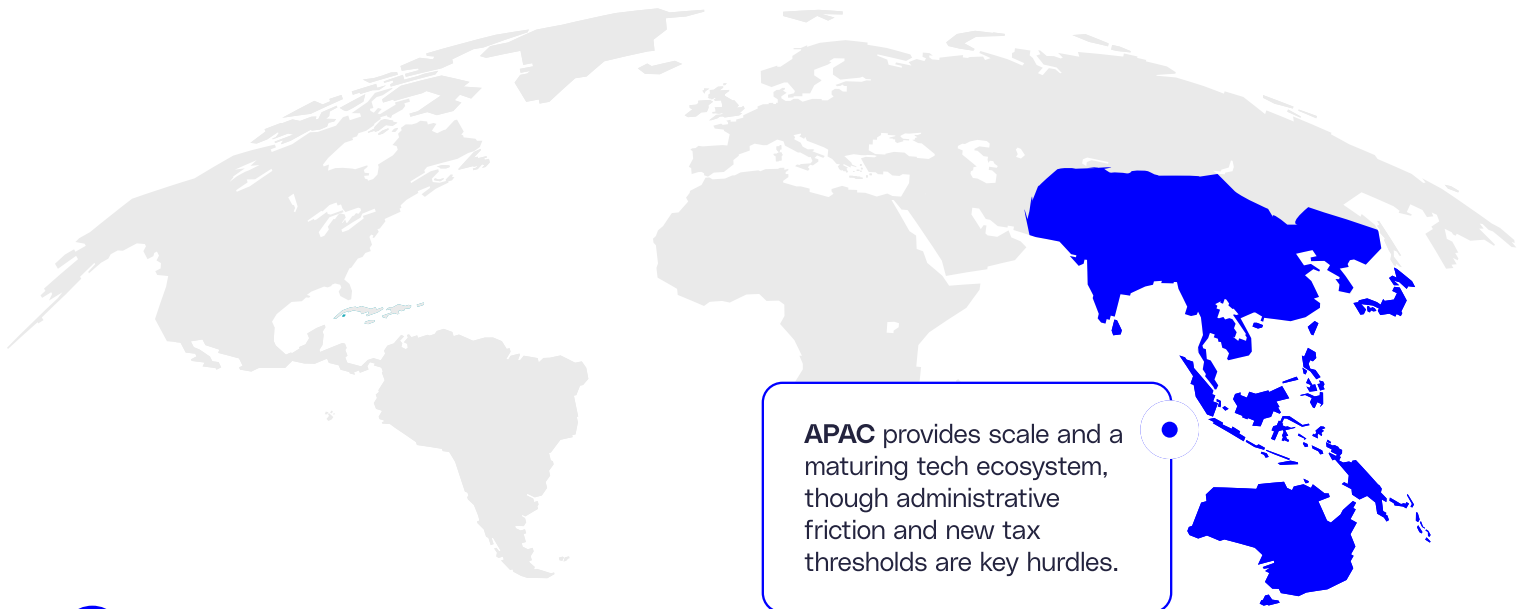 APAC provides scale and a
maturing tech ecosystem,
though administrative
friction and new tax
thresholds are key hurdles.